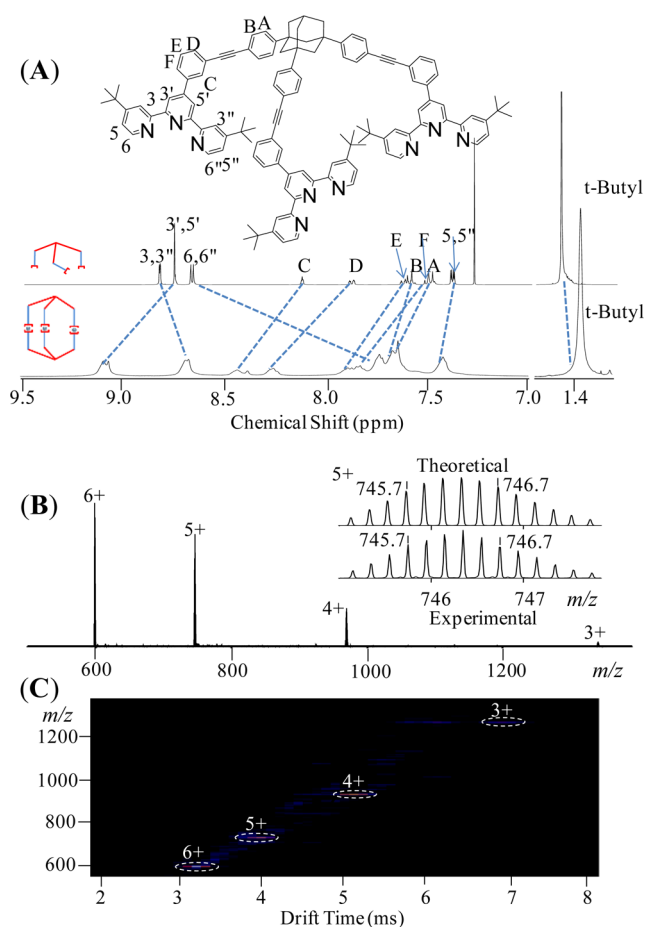 (A)
B A
E D
F
C
3 3' 5' 3"
5 6 N N N 6" 5"
N N N
N N N
3',5'
3,3" 6,6" C D E F B A 5,5"
t-Butyl
t-Butyl
9.5 9.0 8.5 8.0 7.5 7.0 1.4
Chemical Shift (ppm)
(B)
6+
5+
4+
3+
5+ Theoretical
745.7 746.7
745.7 746.7
746 747 m/z
Experimental
600 800 1000 1200 m/z
(C)
m/z
1200
1000
800
600
3+
4+
5+
6+
2 3 4 5 6 7 8
Drift Time (ms)